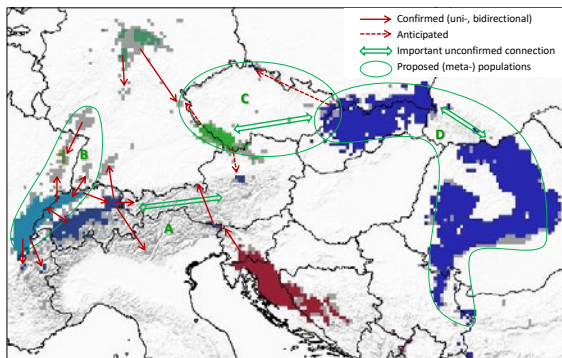 Confirmed (uni-, bidirectional)
Anticipated
Important unconfirmed connection
Proposed (meta-) populations
C
D
B
A